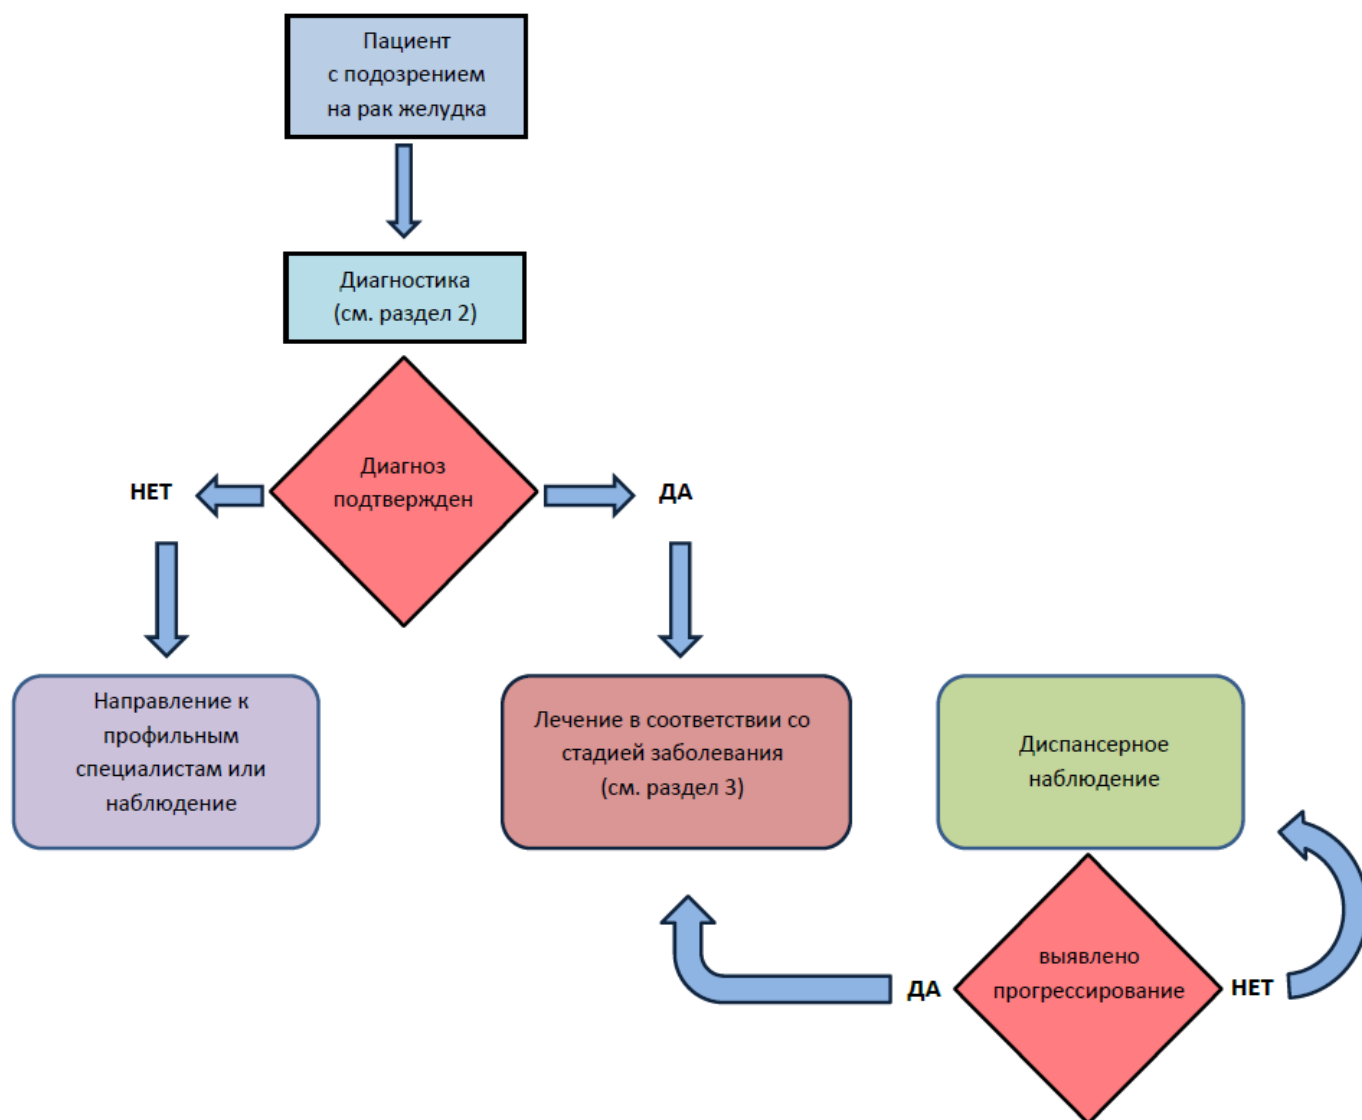 Пациент
с подозрением
на рак желудка
Диагностика
(см. раздел 2)
Диагноз
подтвержден
НЕТ
ДА
Направление к
профильным
специалистам или
наблюдение
Лечение в соответствии со
стадией заболевания
(см. раздел 3)
Диспансерное
наблюдение
выявлено
прогрессирование
ДА
НЕТ